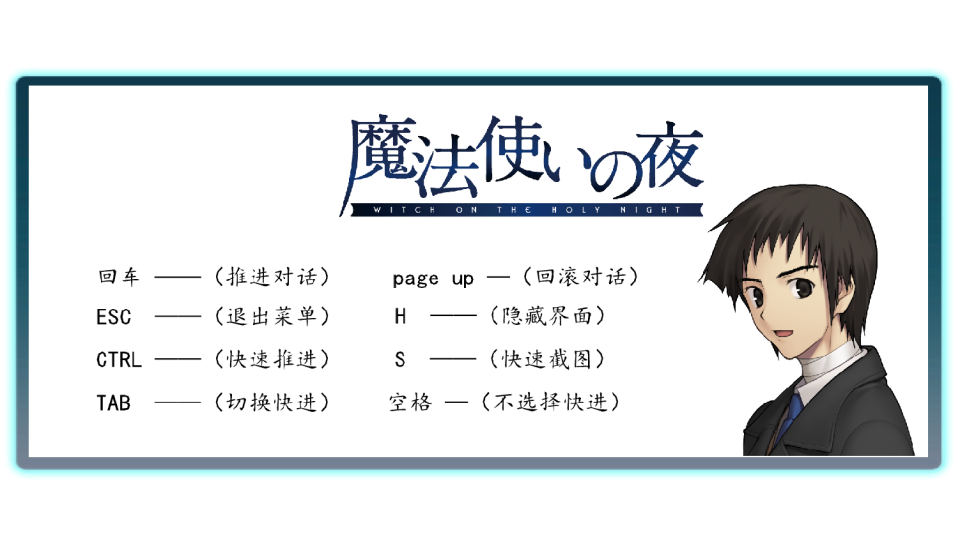 魔法使いの夜
WITCH ON THE HOLY NIGHT
回车 ——（推进对话） page up —（回滚对话）
ESC ——（退出菜单） H ——（隐藏界面）
CTRL ——（快速推进） S ——（快速截图）
TAB ——（切换快进） 空格 —（不选择快进）